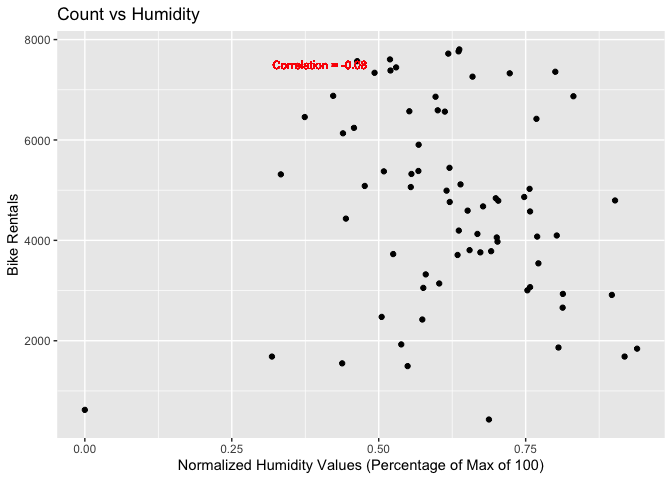 Count vs Humidity
8000
Correlation = -0.08
6000
Bike Rentals
4000
2000
0.00 0.25 0.50 0.75
Normalized Humidity Values (Percentage of Max of 100)